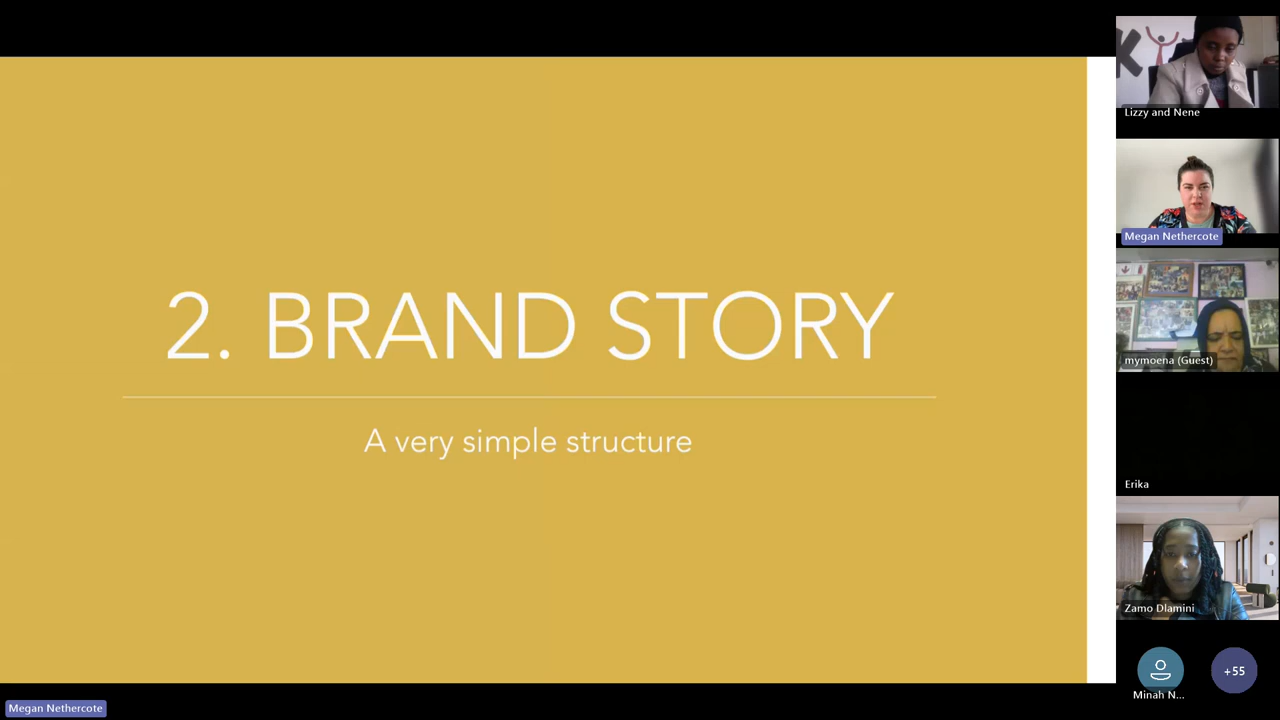 2. BRAND STORY
A very simple structure
Megan Nethercote
K
Lizzy and Nene
Megan Nethercote
mymoena (Guest)
Erika
Zamo Dlamini
Minah N...
+55